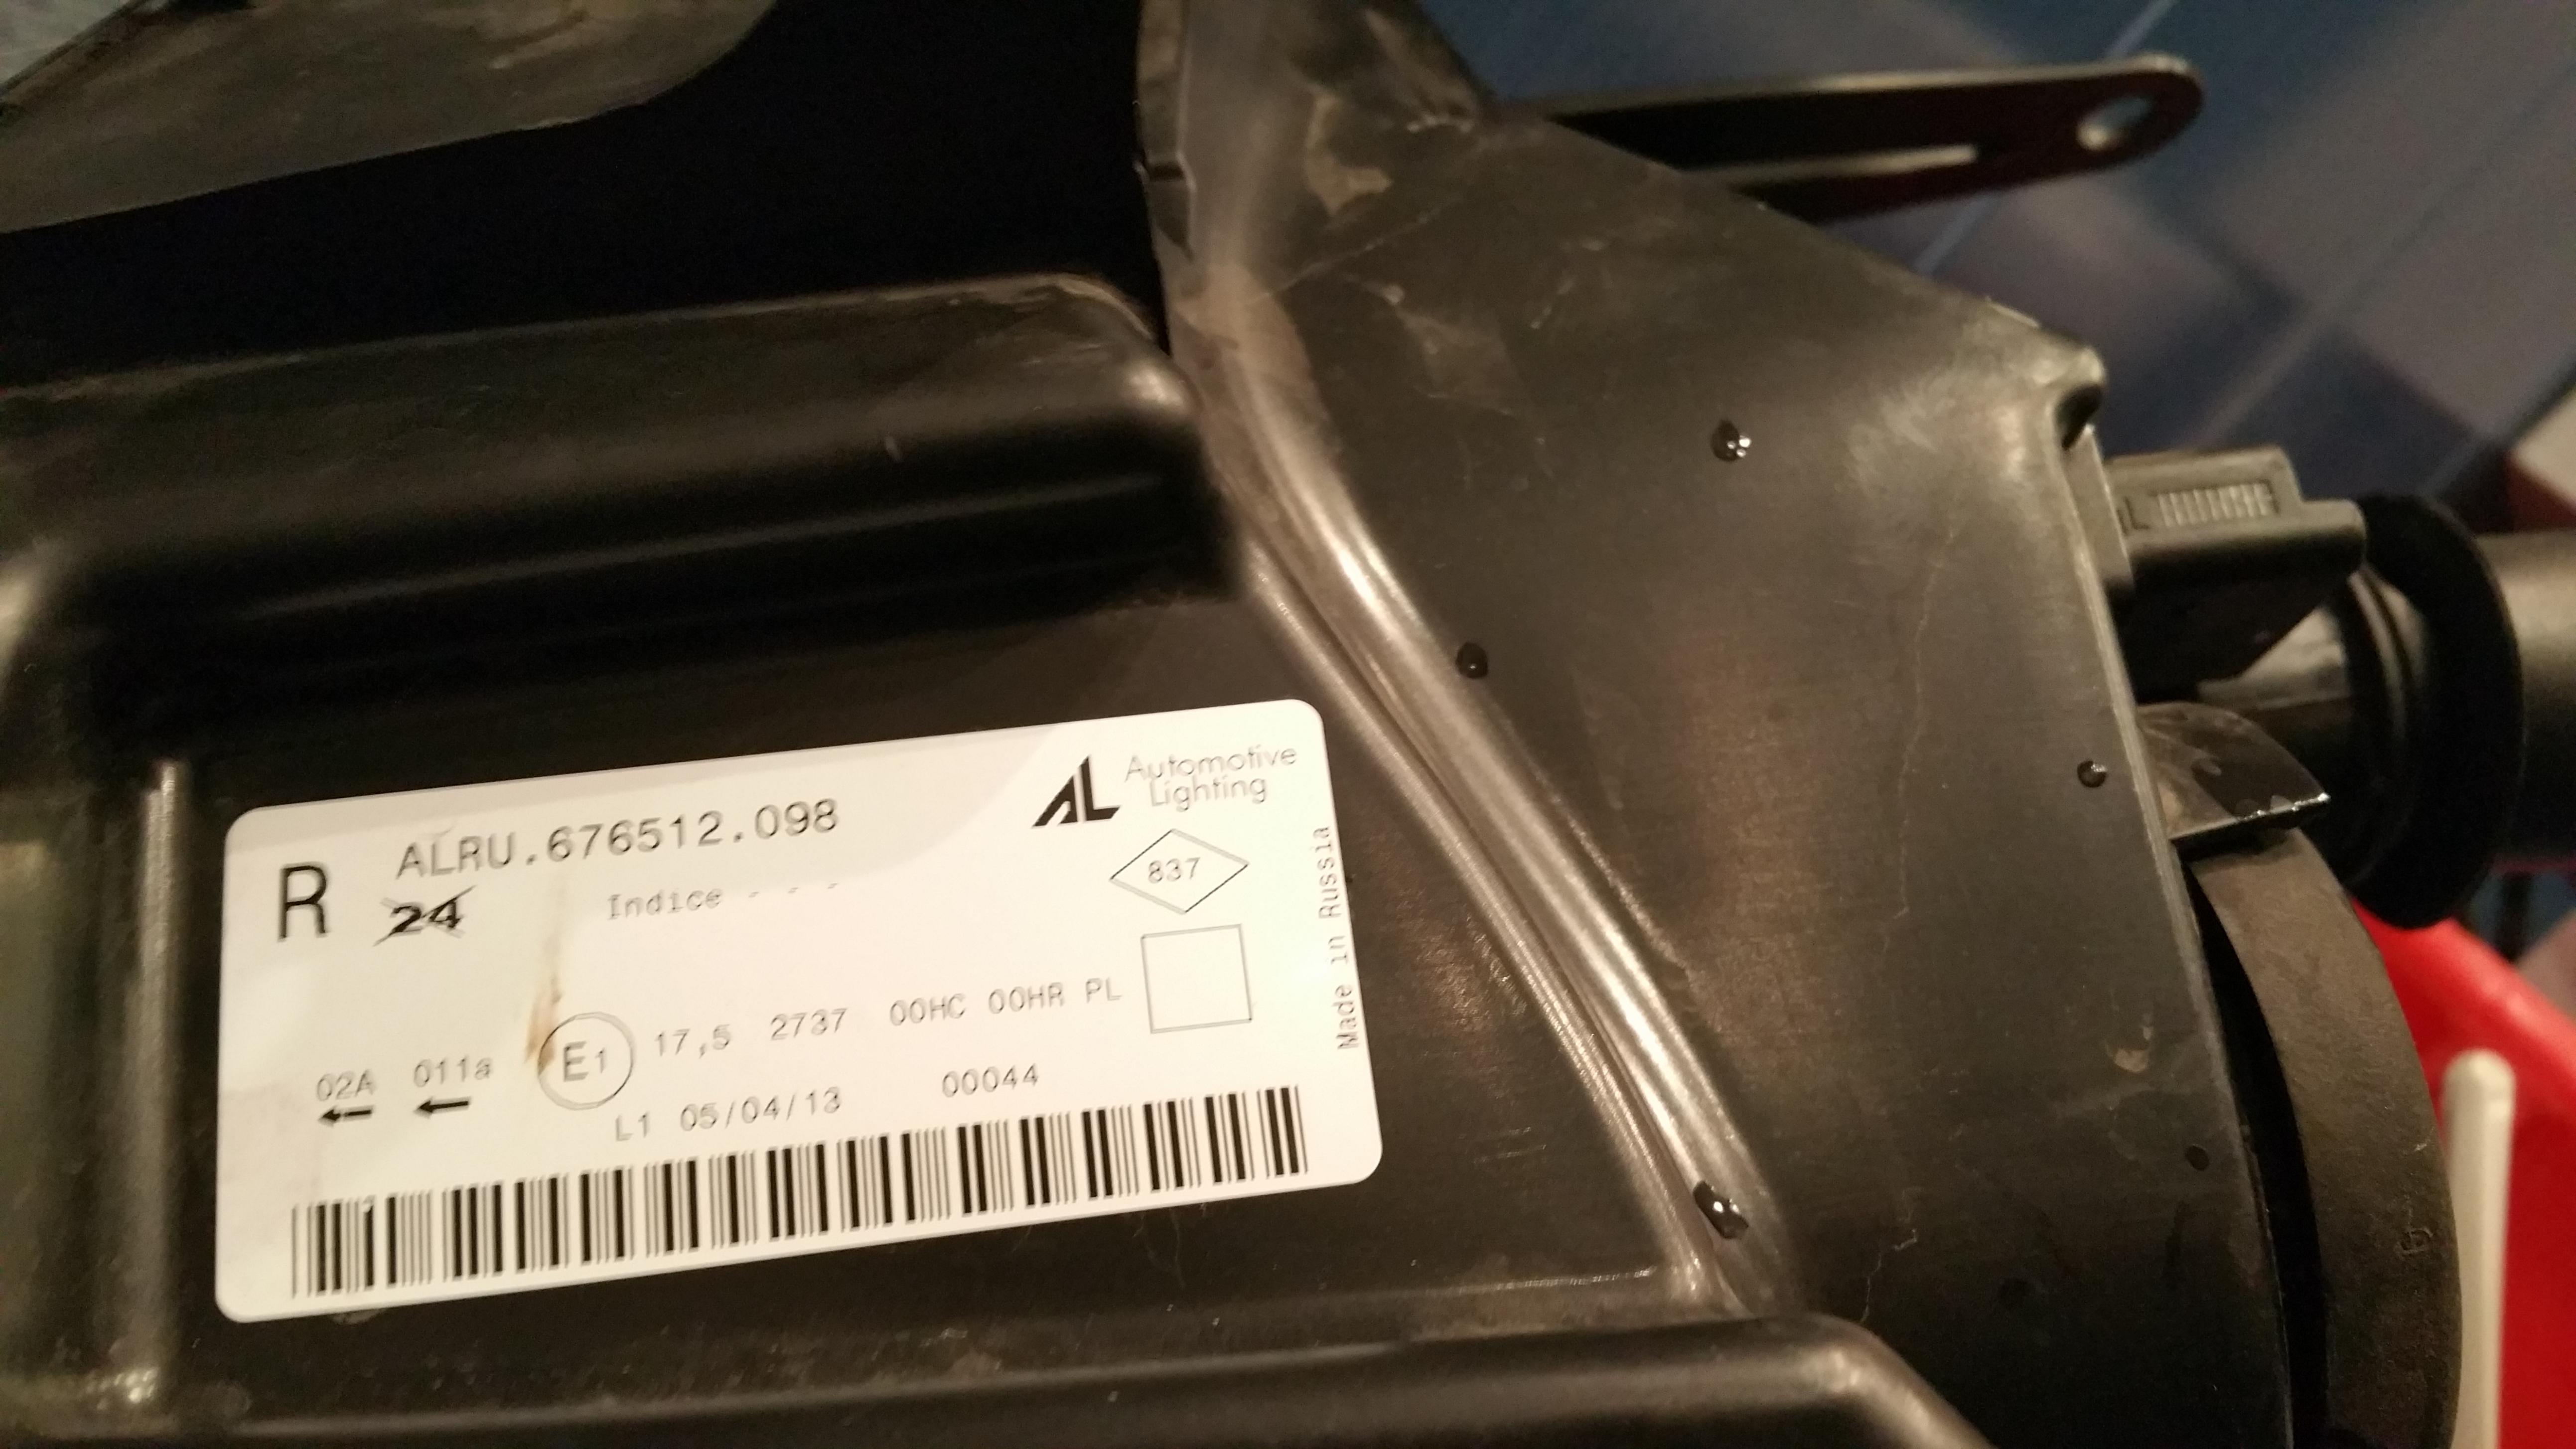 ALRU.676512.098
AL Automotive
Lighting
R
24
Indice - - -
837
Made in Russia
E1 17,5 2737 00HC 00HR PL
02A 011a
L1 05/04/13 00044